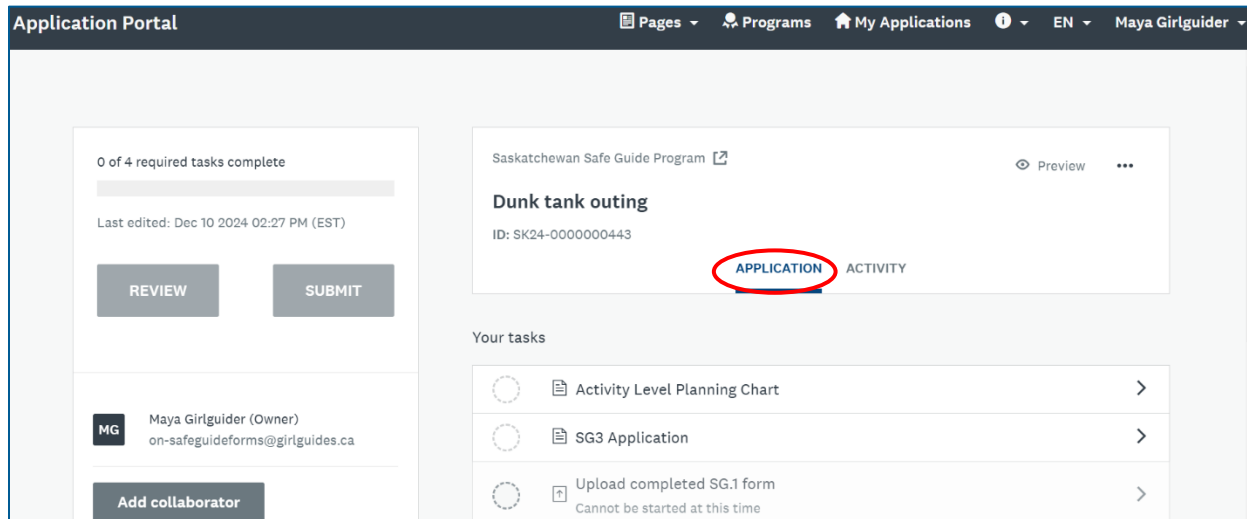 Application Portal
Pages
Programs
My Applications
EN
Maya Girlguider
0 of 4 required tasks complete
Last edited: Dec 10 2024 02:27 PM (EST)
REVIEW
SUBMIT
MG
Maya Girlguider (Owner)
on-safeguideforms@girlguides.ca
Add collaborator
Saskatchewan Safe Guide Program
Preview
Dunk tank outing
ID: SK24-0000000443
APPLICATION
ACTIVITY
Your tasks
Activity Level Planning Chart
SG3 Application
Upload completed SG.1 form
Cannot be started at this time